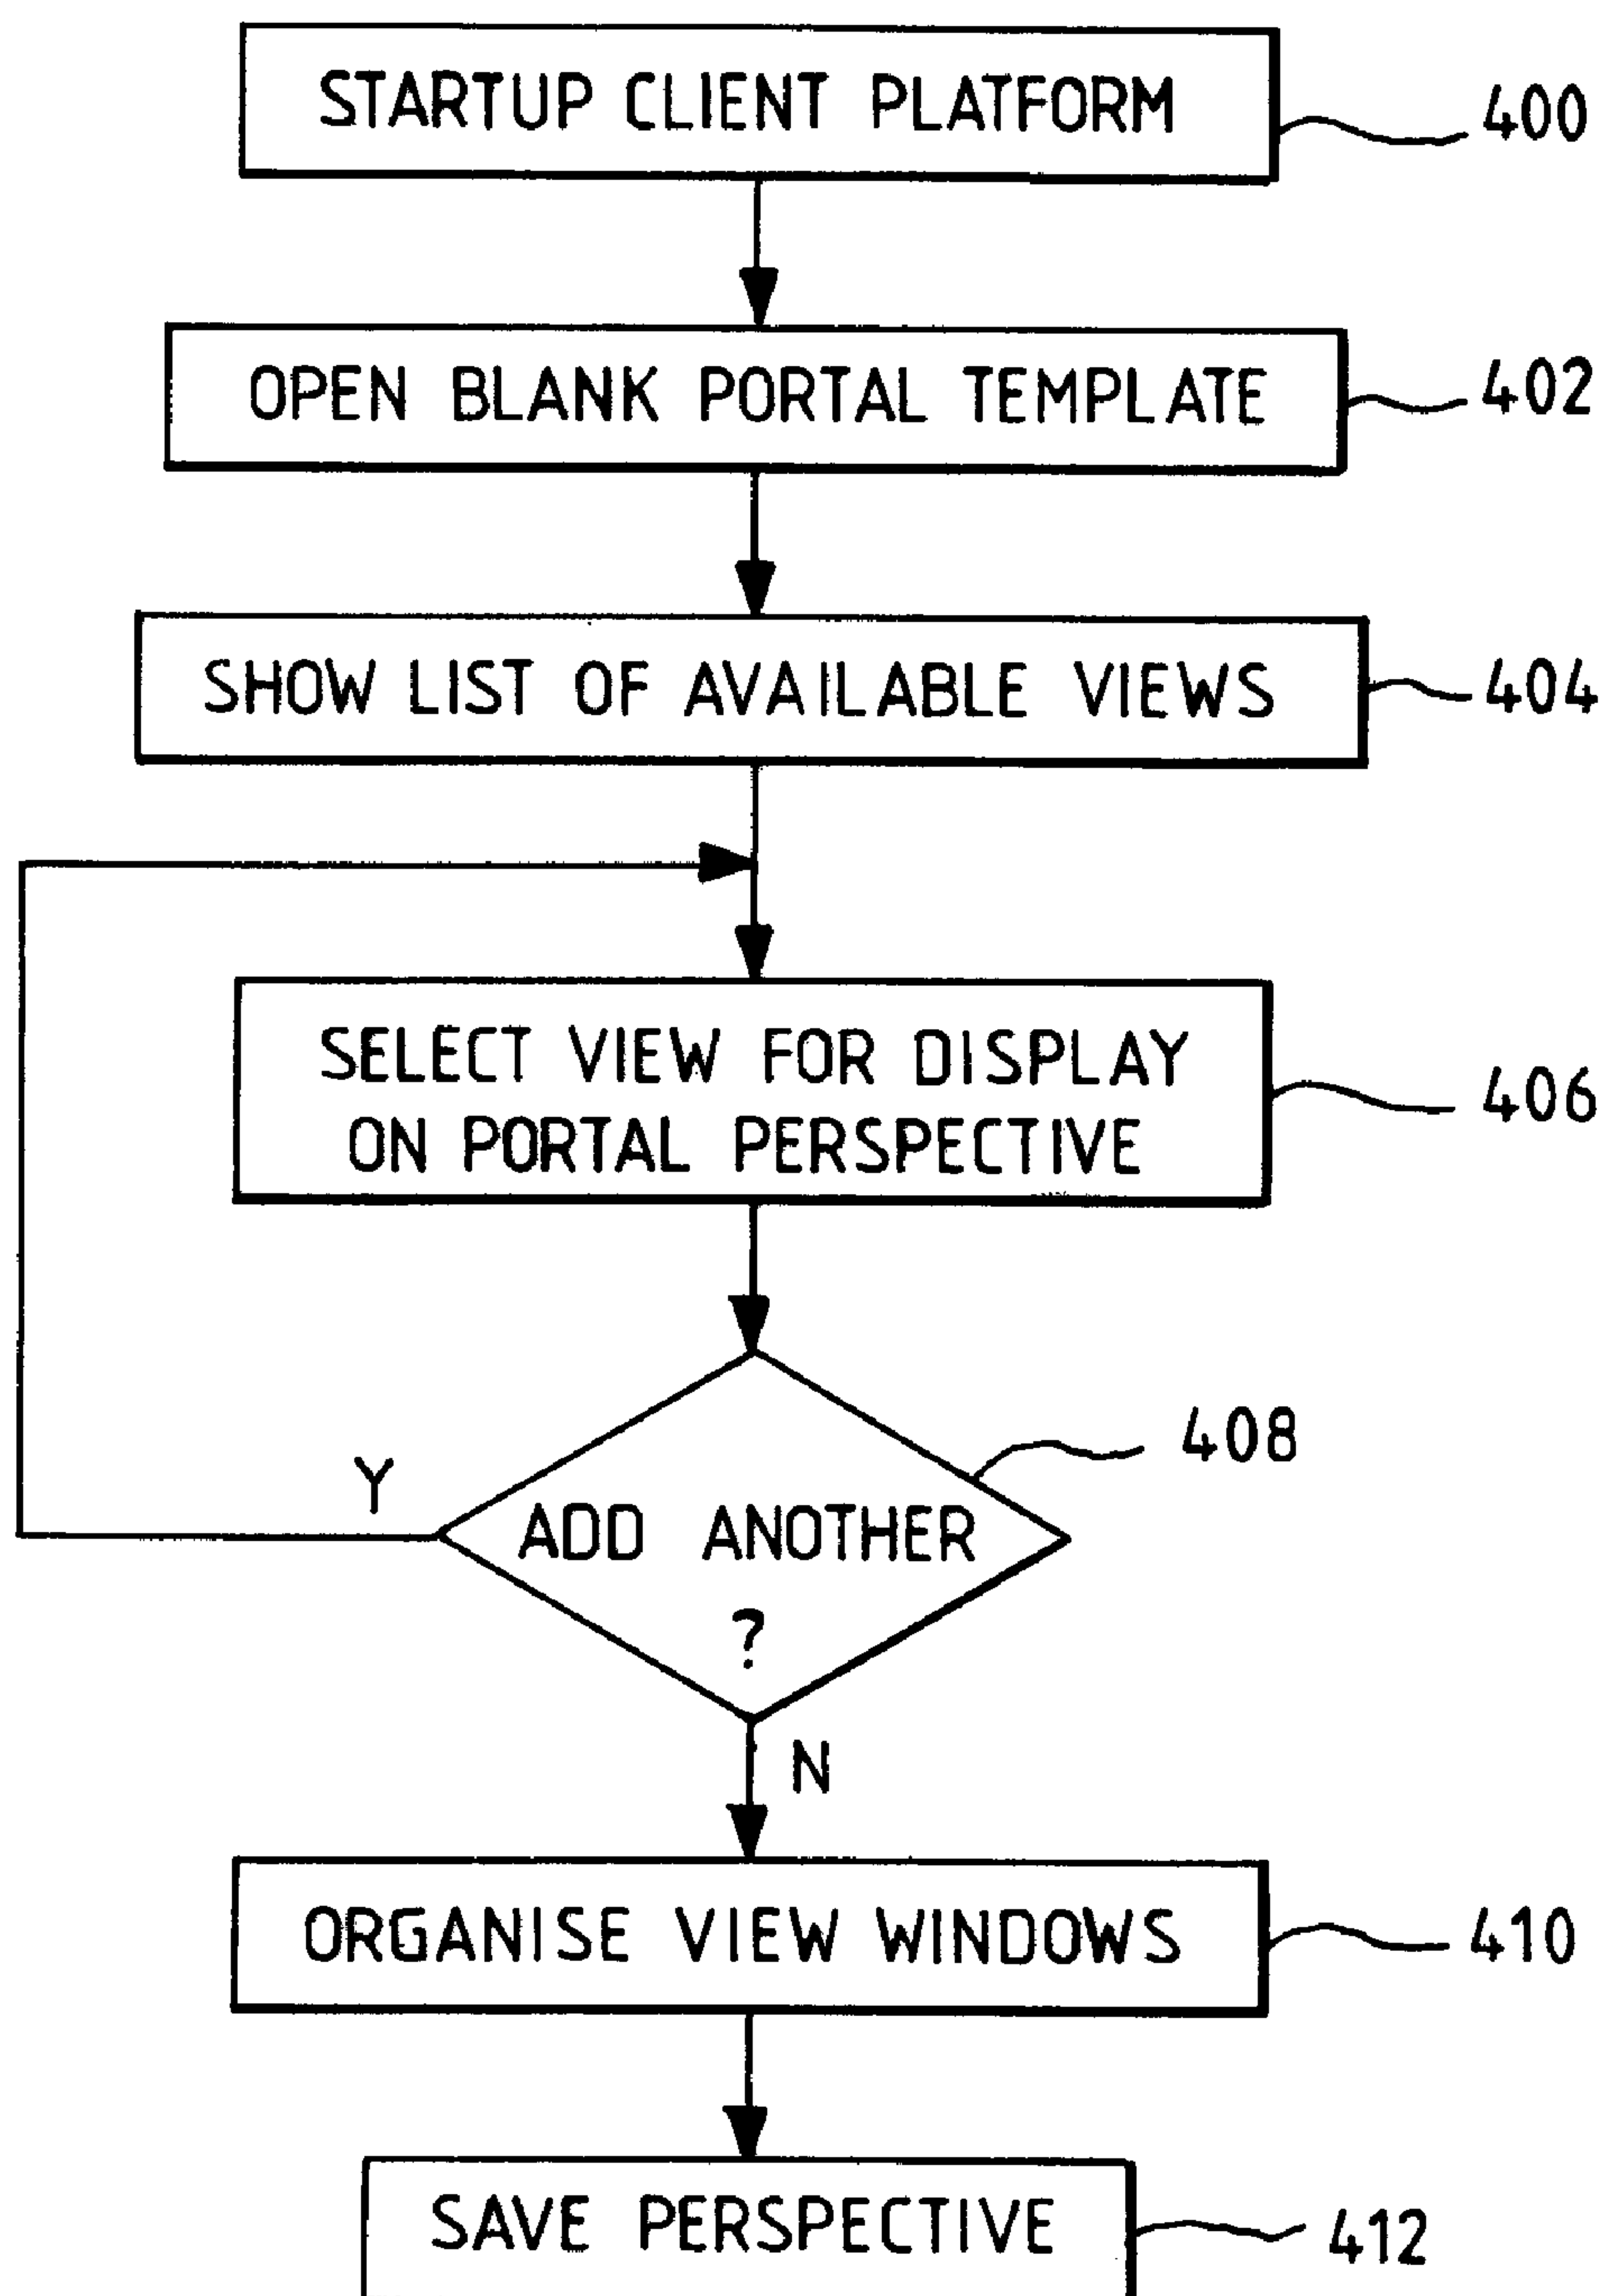 STARTUP CLIENT PLATFORM
400
OPEN BLANK PORTAL TEMPLATE
402
SHOW LIST OF AVAILABLE VIEWS
404
SELECT VIEW FOR DISPLAY
ON PORTAL PERSPECTIVE
406
408
Y
ADD ANOTHER
?
N
ORGANISE VIEW WINDOWS
410
SAVE PERSPECTIVE
412